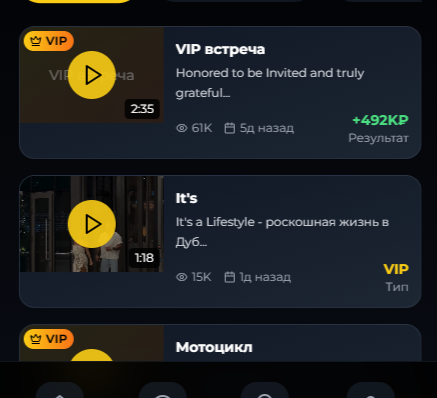 VIP
VIP встреча
2:35
VIP встреча
Honored to be Invited and truly
grateful...
61K
5д назад
+492KP
Результат
1:18
It's
It's a Lifestyle - роскошная жизнь в
Дуб...
15K
1д назад
VIP
Тип
VIP
Мотоцикл